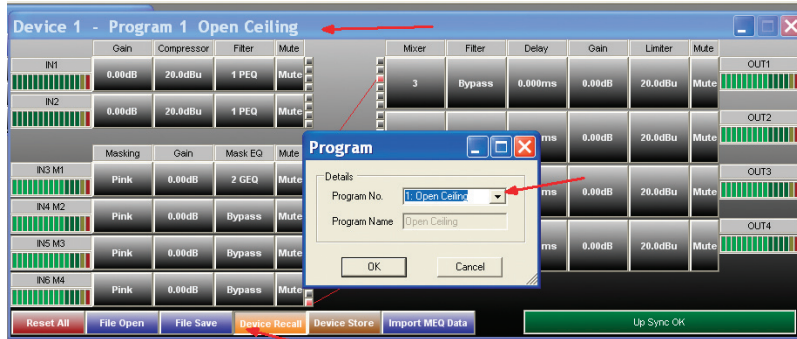 Device 1 - Program 1 Open Ceiling
Gain Compressor Filter Mute Mixer Filter Delay Gain Limiter Mute
IN1 0.00dB 20.0dBu 1 PEQ Mute 3 Bypass 0.000ms 0.00dB 20.0dBu Mute OUT1
IN2 0.00dB 20.0dBu 1 PEQ Mute ms 0.00dB 20.0dBu Mute OUT2
Masking Gain Mask EQ Mute
IN3 M1 Pink 0.00dB 2 GEQ Mute ms 0.00dB 20.0dBu Mute OUT3
IN4 M2 Pink 0.00dB Bypass Mute
IN5 M3 Pink 0.00dB Bypass Mute ms 0.00dB 20.0dBu Mute OUT4
IN6 M4 Pink 0.00dB Bypass Mute
Program
Details
Program No. 1: Open Ceiling
Program Name Open Ceiling
OK Cancel
Reset All File Open File Save Device Recall Device Store Import MEQ Data Up Sync OK